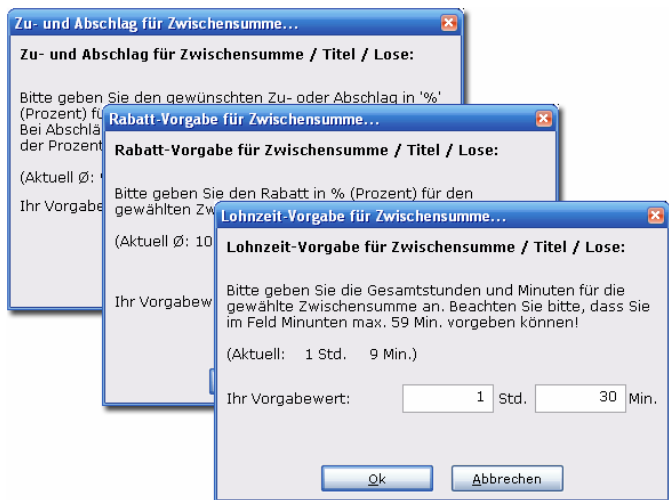 Zu- und Abschlag für Zwischensumme...
Zu- und Abschlag für Zwischensumme / Titel / Lose:
Bitte geben Sie den gewünschten Zu- oder Abschlag in '%'
(Prozent)
Bei
der
(Aktuell Ø:
Ihr Vorgabe
Rabatt-Vorgabe für Zwischensumme...
Rabatt-Vorgabe für Zwischensumme / Titel / Lose:
Bitte geben Sie den Rabatt in % (Prozent) für den
gewählten
(Aktuell Ø: 10
Ihr Vorgabew
Lohnzeit-Vorgabe für Zwischensumme...
Lohnzeit-Vorgabe für Zwischensumme / Titel / Lose:
Bitte geben Sie die Gesamtstunden und Minuten für die
gewählte Zwischensumme an. Beachten Sie bitte, dass Sie
im Feld Minunten max. 59 Min. vorgeben können!
(Aktuell: 1 Std. 9 Min.)
Ihr Vorgabewert: 1 Std. 30 Min.
Ok Abbrechen